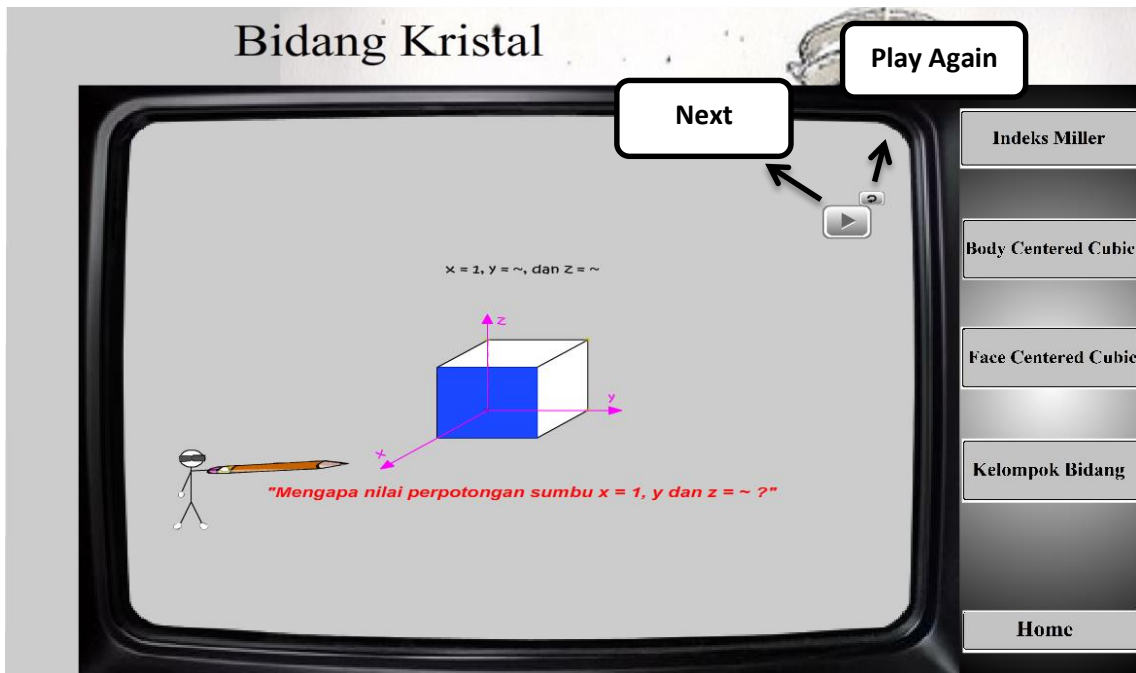 Bidang Kristal
Play Again
Next
Indeks Miller
Body Centered Cubic
Face Centered Cubic
Kelompok Bidang
Home
x = 1, y = ~, dan z = ~
z
y
x
"Mengapa nilai perpotongan sumbu x = 1, y dan z = ~ ?"